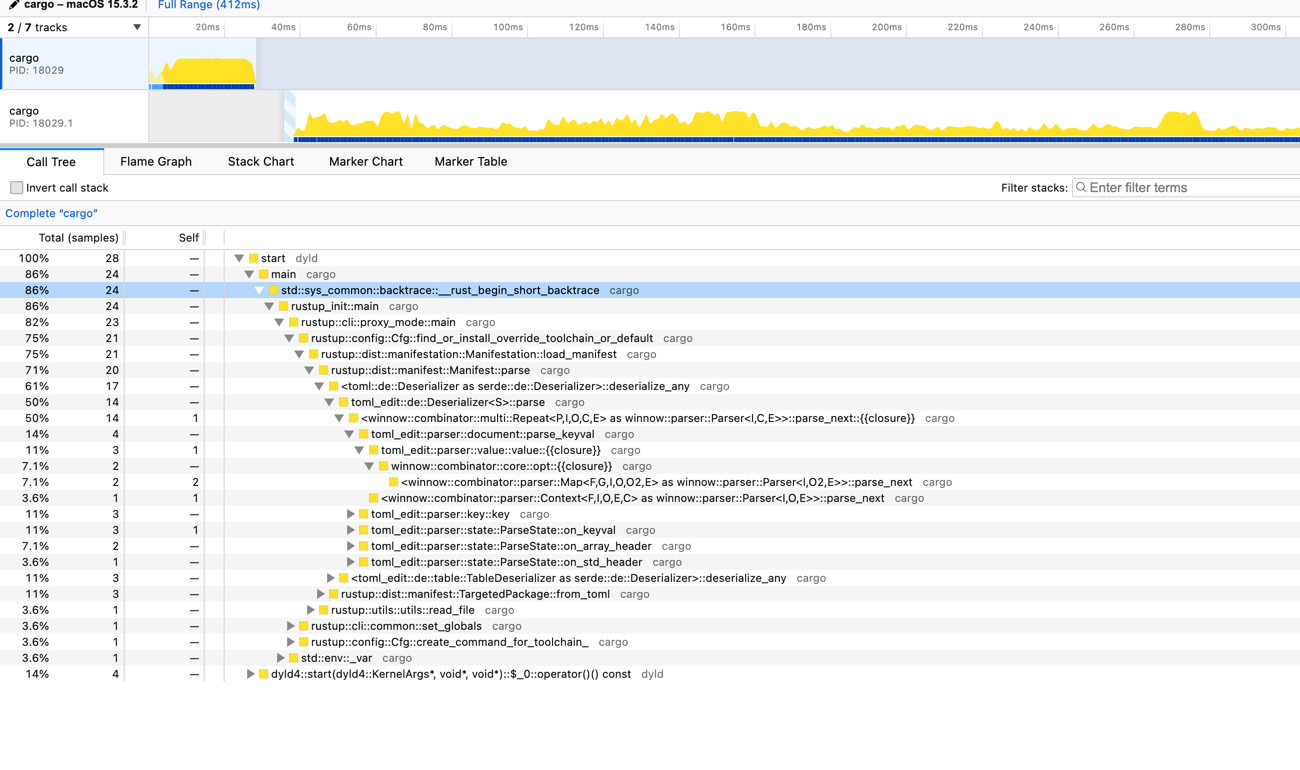 cargo – macOS 15.3.2 Full Range (412ms)
2 / 7 tracks 20ms 40ms 60ms 80ms 100ms 120ms 140ms 160ms 180ms 200ms 220ms 240ms 260ms 280ms 300ms
cargo
PID: 18029
cargo
PID: 18029.1
Call Tree Flame Graph Stack Chart Marker Chart Marker Table
Invert call stack Filter stacks: Enter filter terms
Complete “cargo”
Total (samples) Self
100% 28 — start dyld
86% 24 — main cargo
86% 24 — std::sys_common::backtrace::__rust_begin_short_backtrace cargo
86% 24 — rustup_init::main cargo
82% 23 — rustup::cli::proxy_mode::main cargo
75% 21 — rustup::config::Cfg::find_or_install_override_toolchain_or_default cargo
75% 21 — rustup::dist::manifestation::Manifestation::load_manifest cargo
71% 20 — rustup::dist::manifest::Manifest::parse cargo
61% 17 — <toml::de::Deserializer as serde::de::Deserializer>::deserialize_any cargo
50% 14 — toml_edit::de::Deserializer<S>::parse cargo
50% 14 1 <winnow::combinator::multi::Repeat<P,I,O,C,E> as winnow::parser::Parser<I,C,E>>::parse_next::{{closure}} cargo
14% 4 — toml_edit::parser::document::parse_keyval cargo
11% 3 1 toml_edit::parser::value::value::{{closure}} cargo
7.1% 2 — winnow::combinator::core::opt::{{closure}} cargo
7.1% 2 2 <winnow::combinator::parser::Map<F,G,I,O,O2,E> as winnow::parser::Parser<I,O2,E>>::parse_next cargo
3.6% 1 1 <winnow::combinator::parser::Context<F,I,O,E,C> as winnow::parser::Parser<I,O,E>>::parse_next cargo
11% 3 — toml_edit::parser::key::key cargo
11% 3 1 toml_edit::parser::state::ParseState::on_keyval cargo
7.1% 2 — toml_edit::parser::state::ParseState::on_array_header cargo
3.6% 1 — toml_edit::parser::state::ParseState::on_std_header cargo
11% 3 — <toml_edit::de::table::TableDeserializer as serde::de::Deserializer>::deserialize_any cargo
11% 3 — rustup::dist::manifest::TargetedPackage::from_toml cargo
3.6% 1 — rustup::utils::utils::read_file cargo
3.6% 1 — rustup::cli::common::set_globals cargo
3.6% 1 — rustup::config::Cfg::create_command_for_toolchain_ cargo
3.6% 1 — std::env::_var cargo
14% 4 — dyld4::start(dyld4::KernelArgs*, void*, void*)::$_0::operator()() const dyld